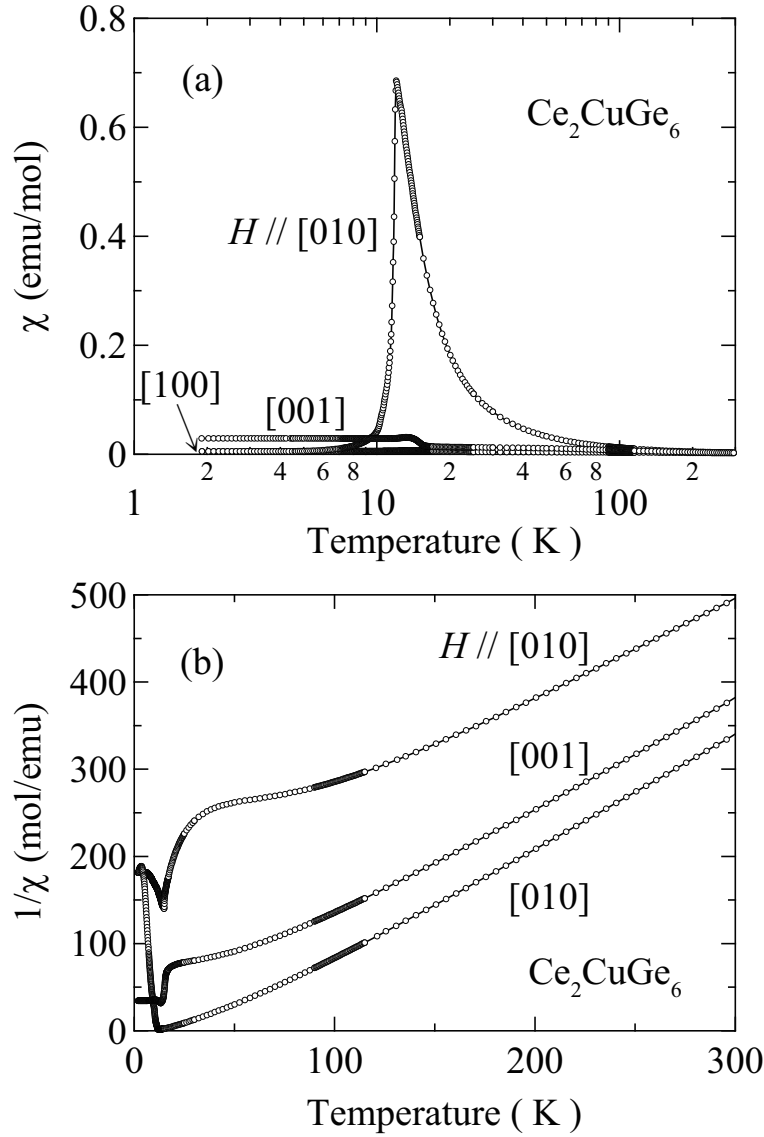 0.8
(a)
Ce₂CuGe₆
0.6
χ (emu/mol)
H // [010]
0.4
0.2
[100]
[001]
0
2 4 6 8 2 4 6 8 2
1 10 100
Temperature ( K )
500
(b)
H // [010]
400
[001]
300
1/χ (mol/emu)
200
[010]
100
Ce₂CuGe₆
0
0 100 200 300
Temperature ( K )